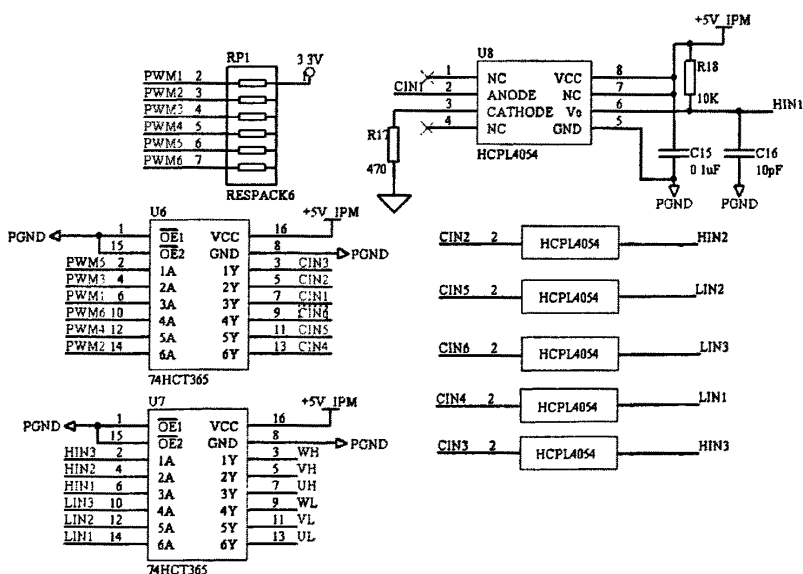 RP1
3 3V
PWM1 2
1
PWM2 3
PWM3 4
PWM4 5
PWM5 6
PWM6 7
RESPACK6
+5V IPM
U8
R18
10K
1 NC VCC 8
CIN1 2 ANODE NC 7
3 CATHODE Vo 6 HIN1
4 NC GND 5
HCPL4054
R17
470
C15
0 1uF
C16
10pF
PGND
PGND
U6
+5V IPM
PGND 1 OE1 VCC 16
15 OE2 GND 8 PGND
PWM5 2 1A 1Y 3 CIN3
PWM3 4 2A 2Y 5 CIN2
PWM1 6 3A 3Y 7 CIN1
PWM6 10 4A 4Y 9 CIN6
PWM4 12 5A 5Y 11 CIN5
PWM2 14 6A 6Y 13 CIN4
74HCT365
U7
+5V IPM
PGND 1 OE1 VCC 16
15 OE2 GND 8 PGND
HIN3 2 1A 1Y 3 WH
HIN2 4 2A 2Y 5 VH
HIN1 6 3A 3Y 7 UH
LIN3 10 4A 4Y 9 WL
LIN2 12 5A 5Y 11 VL
LIN1 14 6A 6Y 13 UL
74HCT365
CIN2 2 HCPL4054 HIN2
CIN5 2 HCPL4054 LIN2
CIN6 2 HCPL4054 LIN3
CIN4 2 HCPL4054 LIN1
CIN3 2 HCPL4054 HIN3